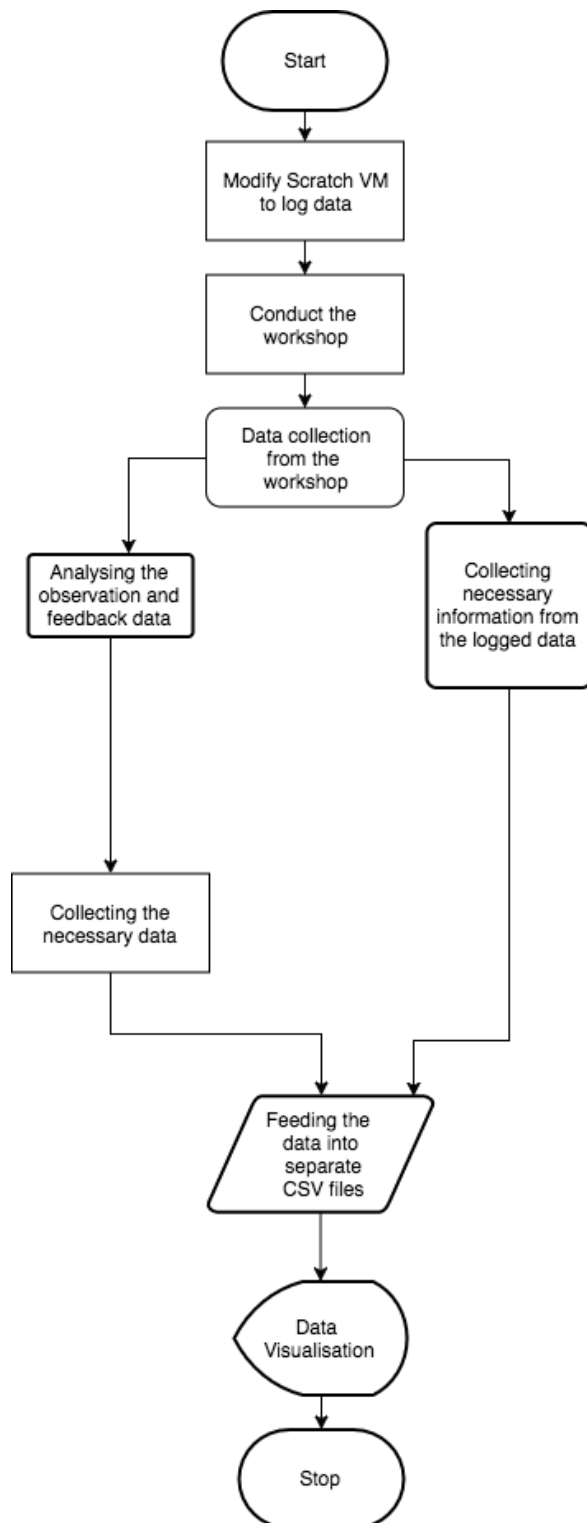 Start
Modify Scratch VM
to log data
Conduct the
workshop
Data collection
from the
workshop
Analysing the
observation and
feedback data
Collecting
necessary
information from
the logged data
Collecting the
necessary data
Feeding the
data into
separate
CSV files
Data
Visualisation
Stop